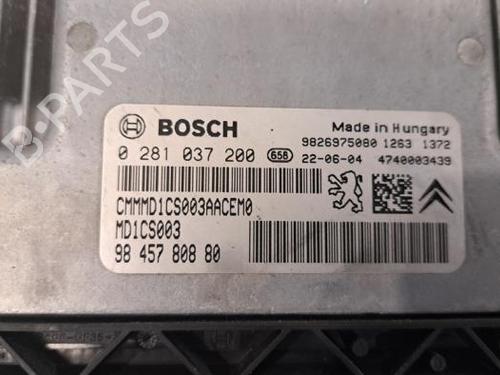 B-PARTS
BOSCH
Made in Hungary
9826975080 1263 1372
0 281 037 200 658 22-06-04 4740003439
CMMMD1CS003AACEM0
MD1CS003
98 457 808 80